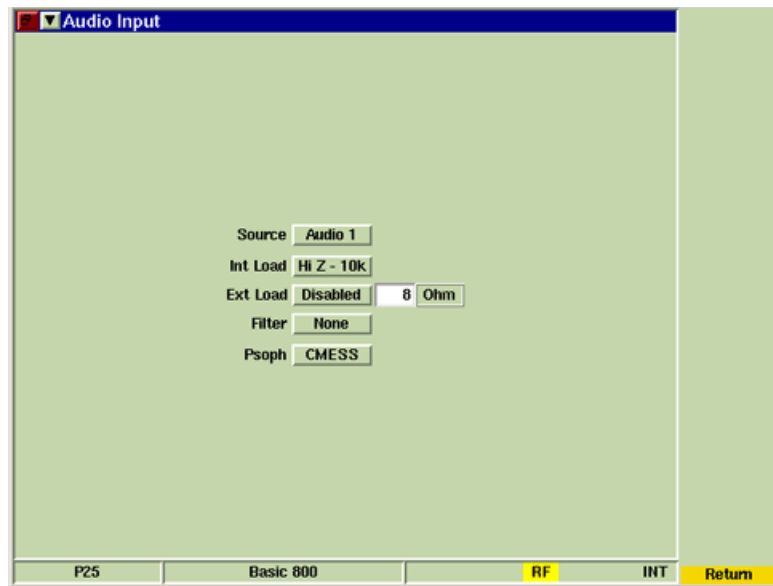 Audio Input
Source Audio 1
Int Load Hi Z - 10k
Ext Load Disabled 8 Ohm
Filter None
Psoph CMESS
P25 Basic 800 RF INT Return